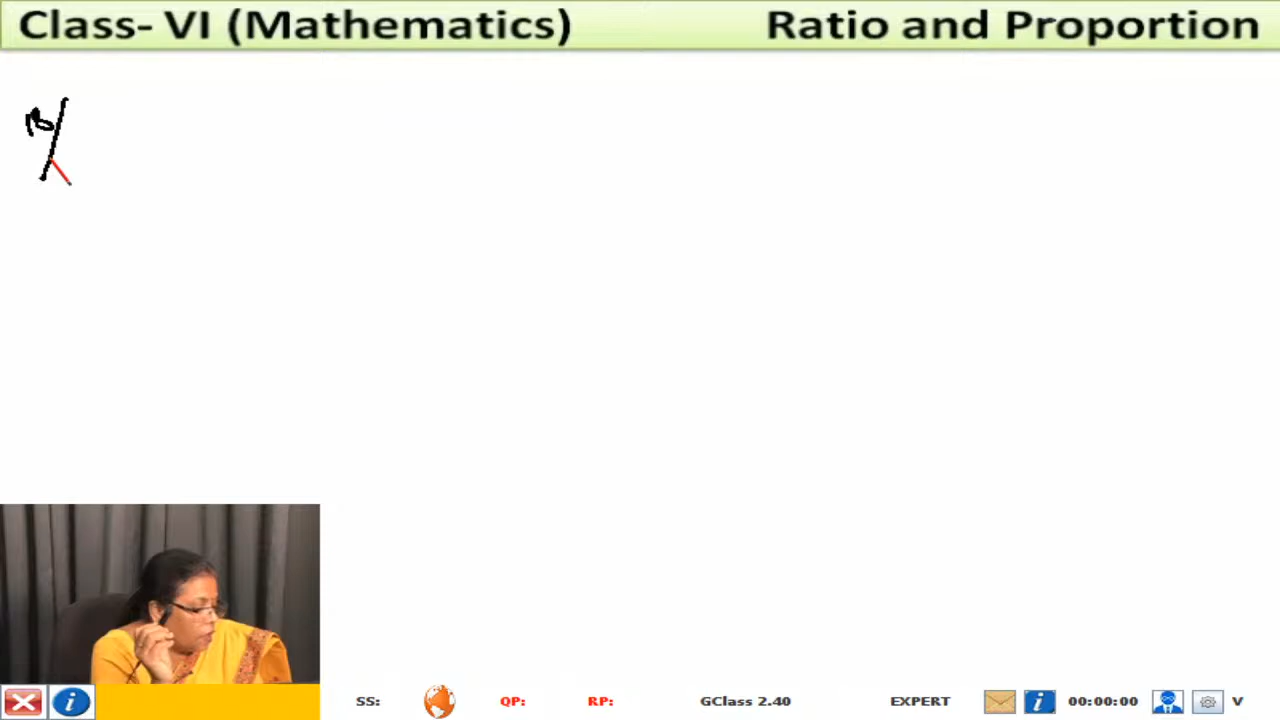 Class- VI (Mathematics) Ratio and Proportion
SS: QP: RP: GClass 2.40 EXPERT 00:00:00 V